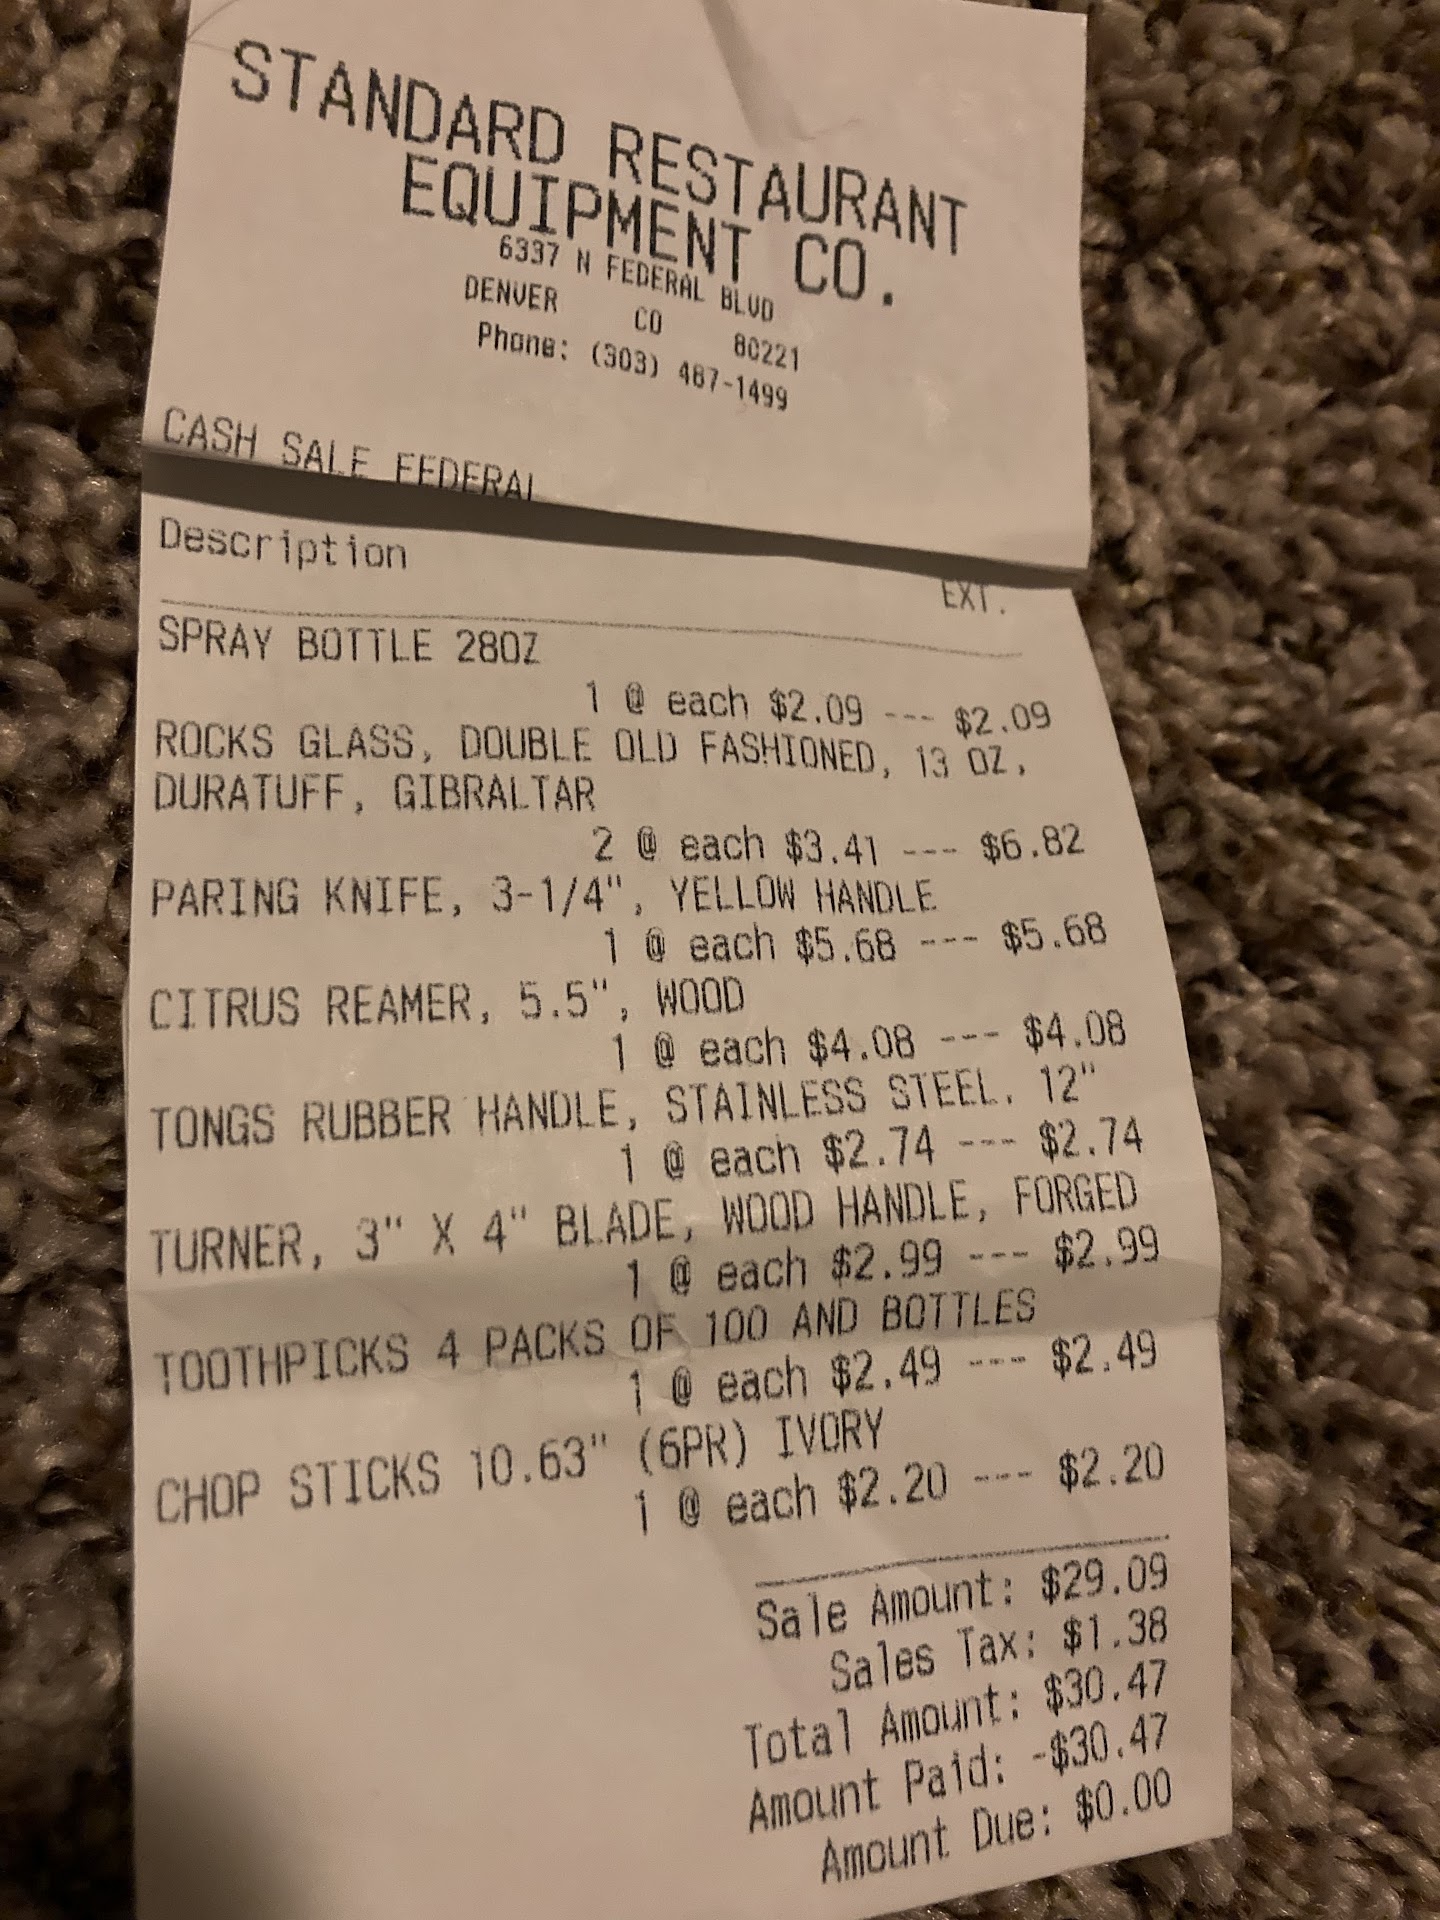 STANDARD RESTAURANT
EQUIPMENT CO.
6337 N FEDERAL BLVD
DENVER CO 80221
Phone: (303) 487-1499
CASH SALE FEDERAL
Description EXT.
SPRAY BOTTLE 28OZ
1 @ each $2.09 --- $2.09
ROCKS GLASS, DOUBLE OLD FASHIONED, 13 OZ,
DURATUFF, GIBRALTAR
2 @ each $3.41 --- $6.82
PARING KNIFE, 3-1/4", YELLOW HANDLE
1 @ each $5.68 --- $5.68
CITRUS REAMER, 5.5", WOOD
1 @ each $4.08 --- $4.08
TONGS RUBBER HANDLE, STAINLESS STEEL, 12"
1 @ each $2.74 --- $2.74
TURNER, 3" X 4" BLADE, WOOD HANDLE, FORGED
1 @ each $2.99 --- $2.99
TOOTHPICKS 4 PACKS OF 100 AND BOTTLES
1 @ each $2.49 --- $2.49
CHOP STICKS 10.63" (6PR) IVORY
1 @ each $2.20 --- $2.20
Sale Amount: $29.09
Sales Tax: $1.38
Total Amount: $30.47
Amount Paid: -$30.47
Amount Due: $0.00